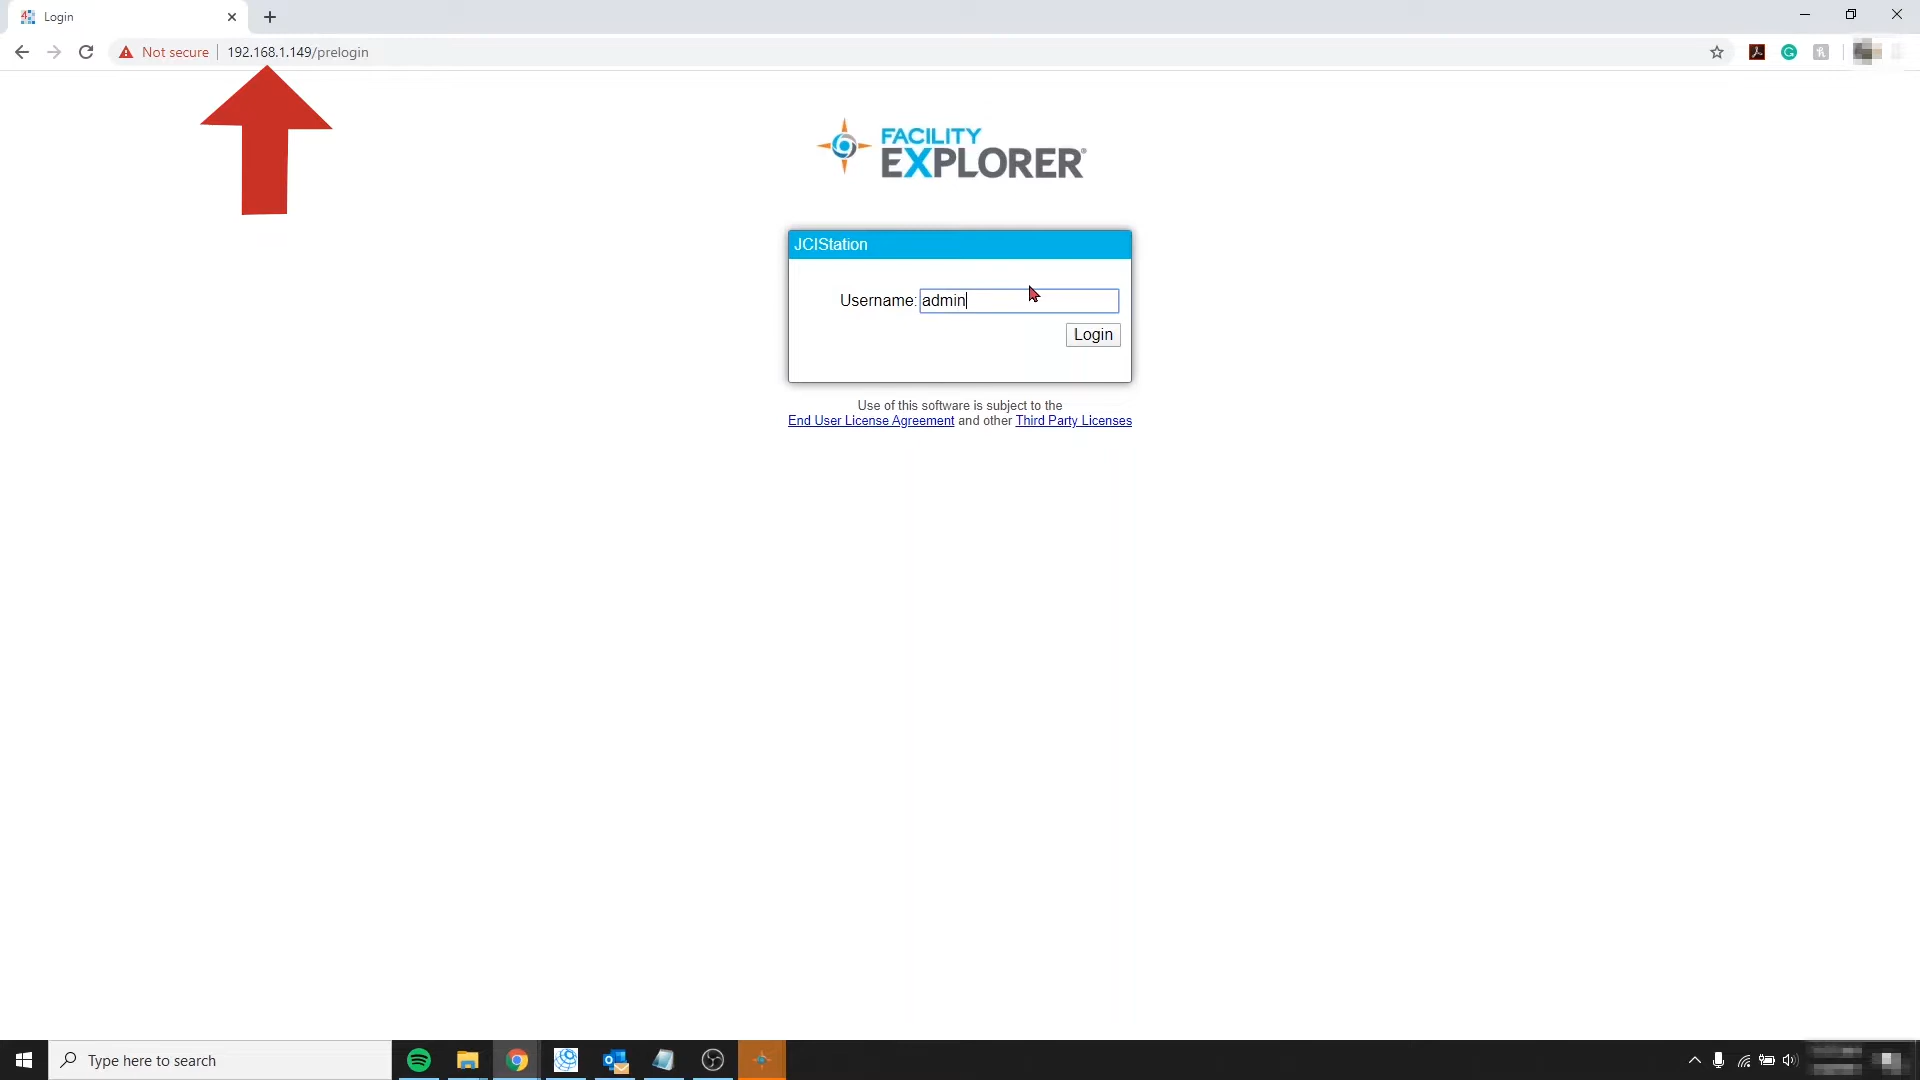 Login
Not secure 192.168.1.149/prelogin
FACILITY
EXPLORER®
JCIStation
Username: admin
Login
Use of this software is subject to the
End User License Agreement and other Third Party Licenses
Type here to search